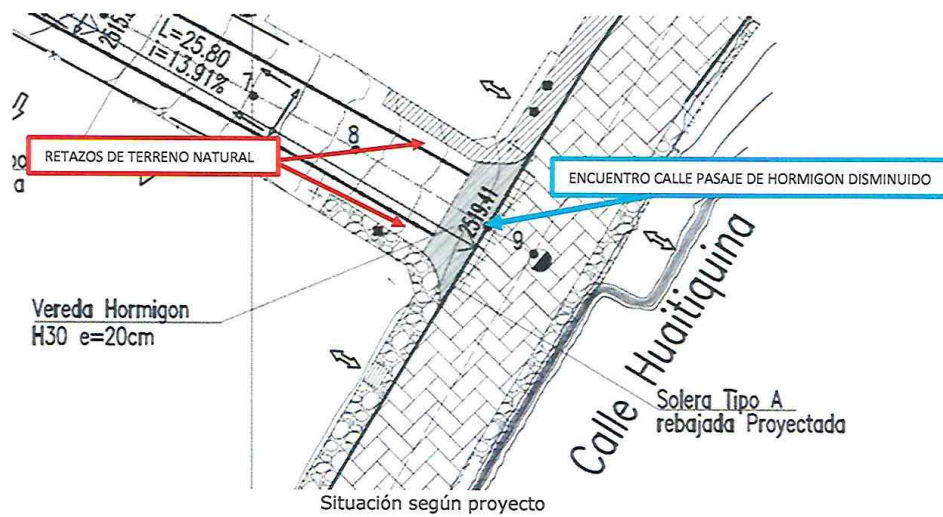 L=25.80
i=13.91%
7
8
RETAZOS DE TERRENO NATURAL
ENCUENTRO CALLE PASAJE DE HORMIGON DISMINUIDO
a
2519.41
9
Vereda Hormigon
H30 e=20cm
Calle Huaitiquina
Solera Tipo A
rebajada Proyectada
Situación según proyecto